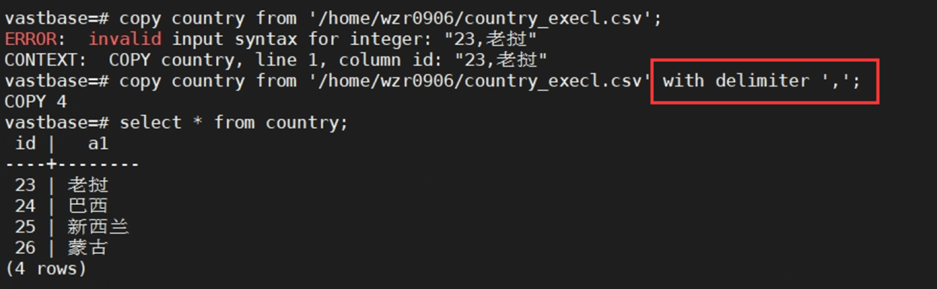 vastbase=# copy country from '/home/wzr0906/country_execl.csv';
ERROR:  invalid input syntax for integer: "23,老挝"
CONTEXT:  COPY country, line 1, column id: "23,老挝"
vastbase=# copy country from '/home/wzr0906/country_execl.csv' with delimiter ',';
COPY 4
vastbase=# select * from country;
 id |   a1
----+--------
 23 | 老挝
 24 | 巴西
 25 | 新西兰
 26 | 蒙古
(4 rows)